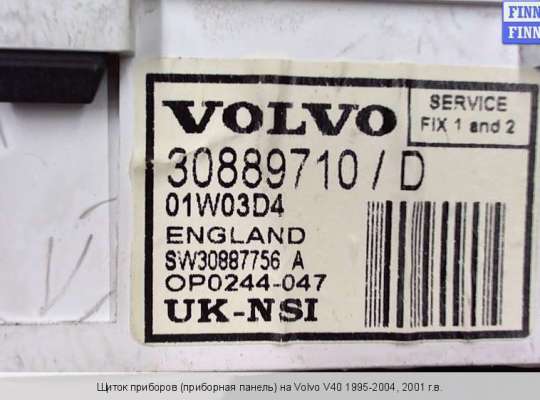 FINN
FINN
VOLVO
SERVICE
FIX 1 and 2
30889710 / D
01W03D4
ENGLAND
SW30887756 A
OP0244-047
UK-NSI
Щиток приборов (приборная панель) на Volvo V40 1995-2004, 2001 г.в.